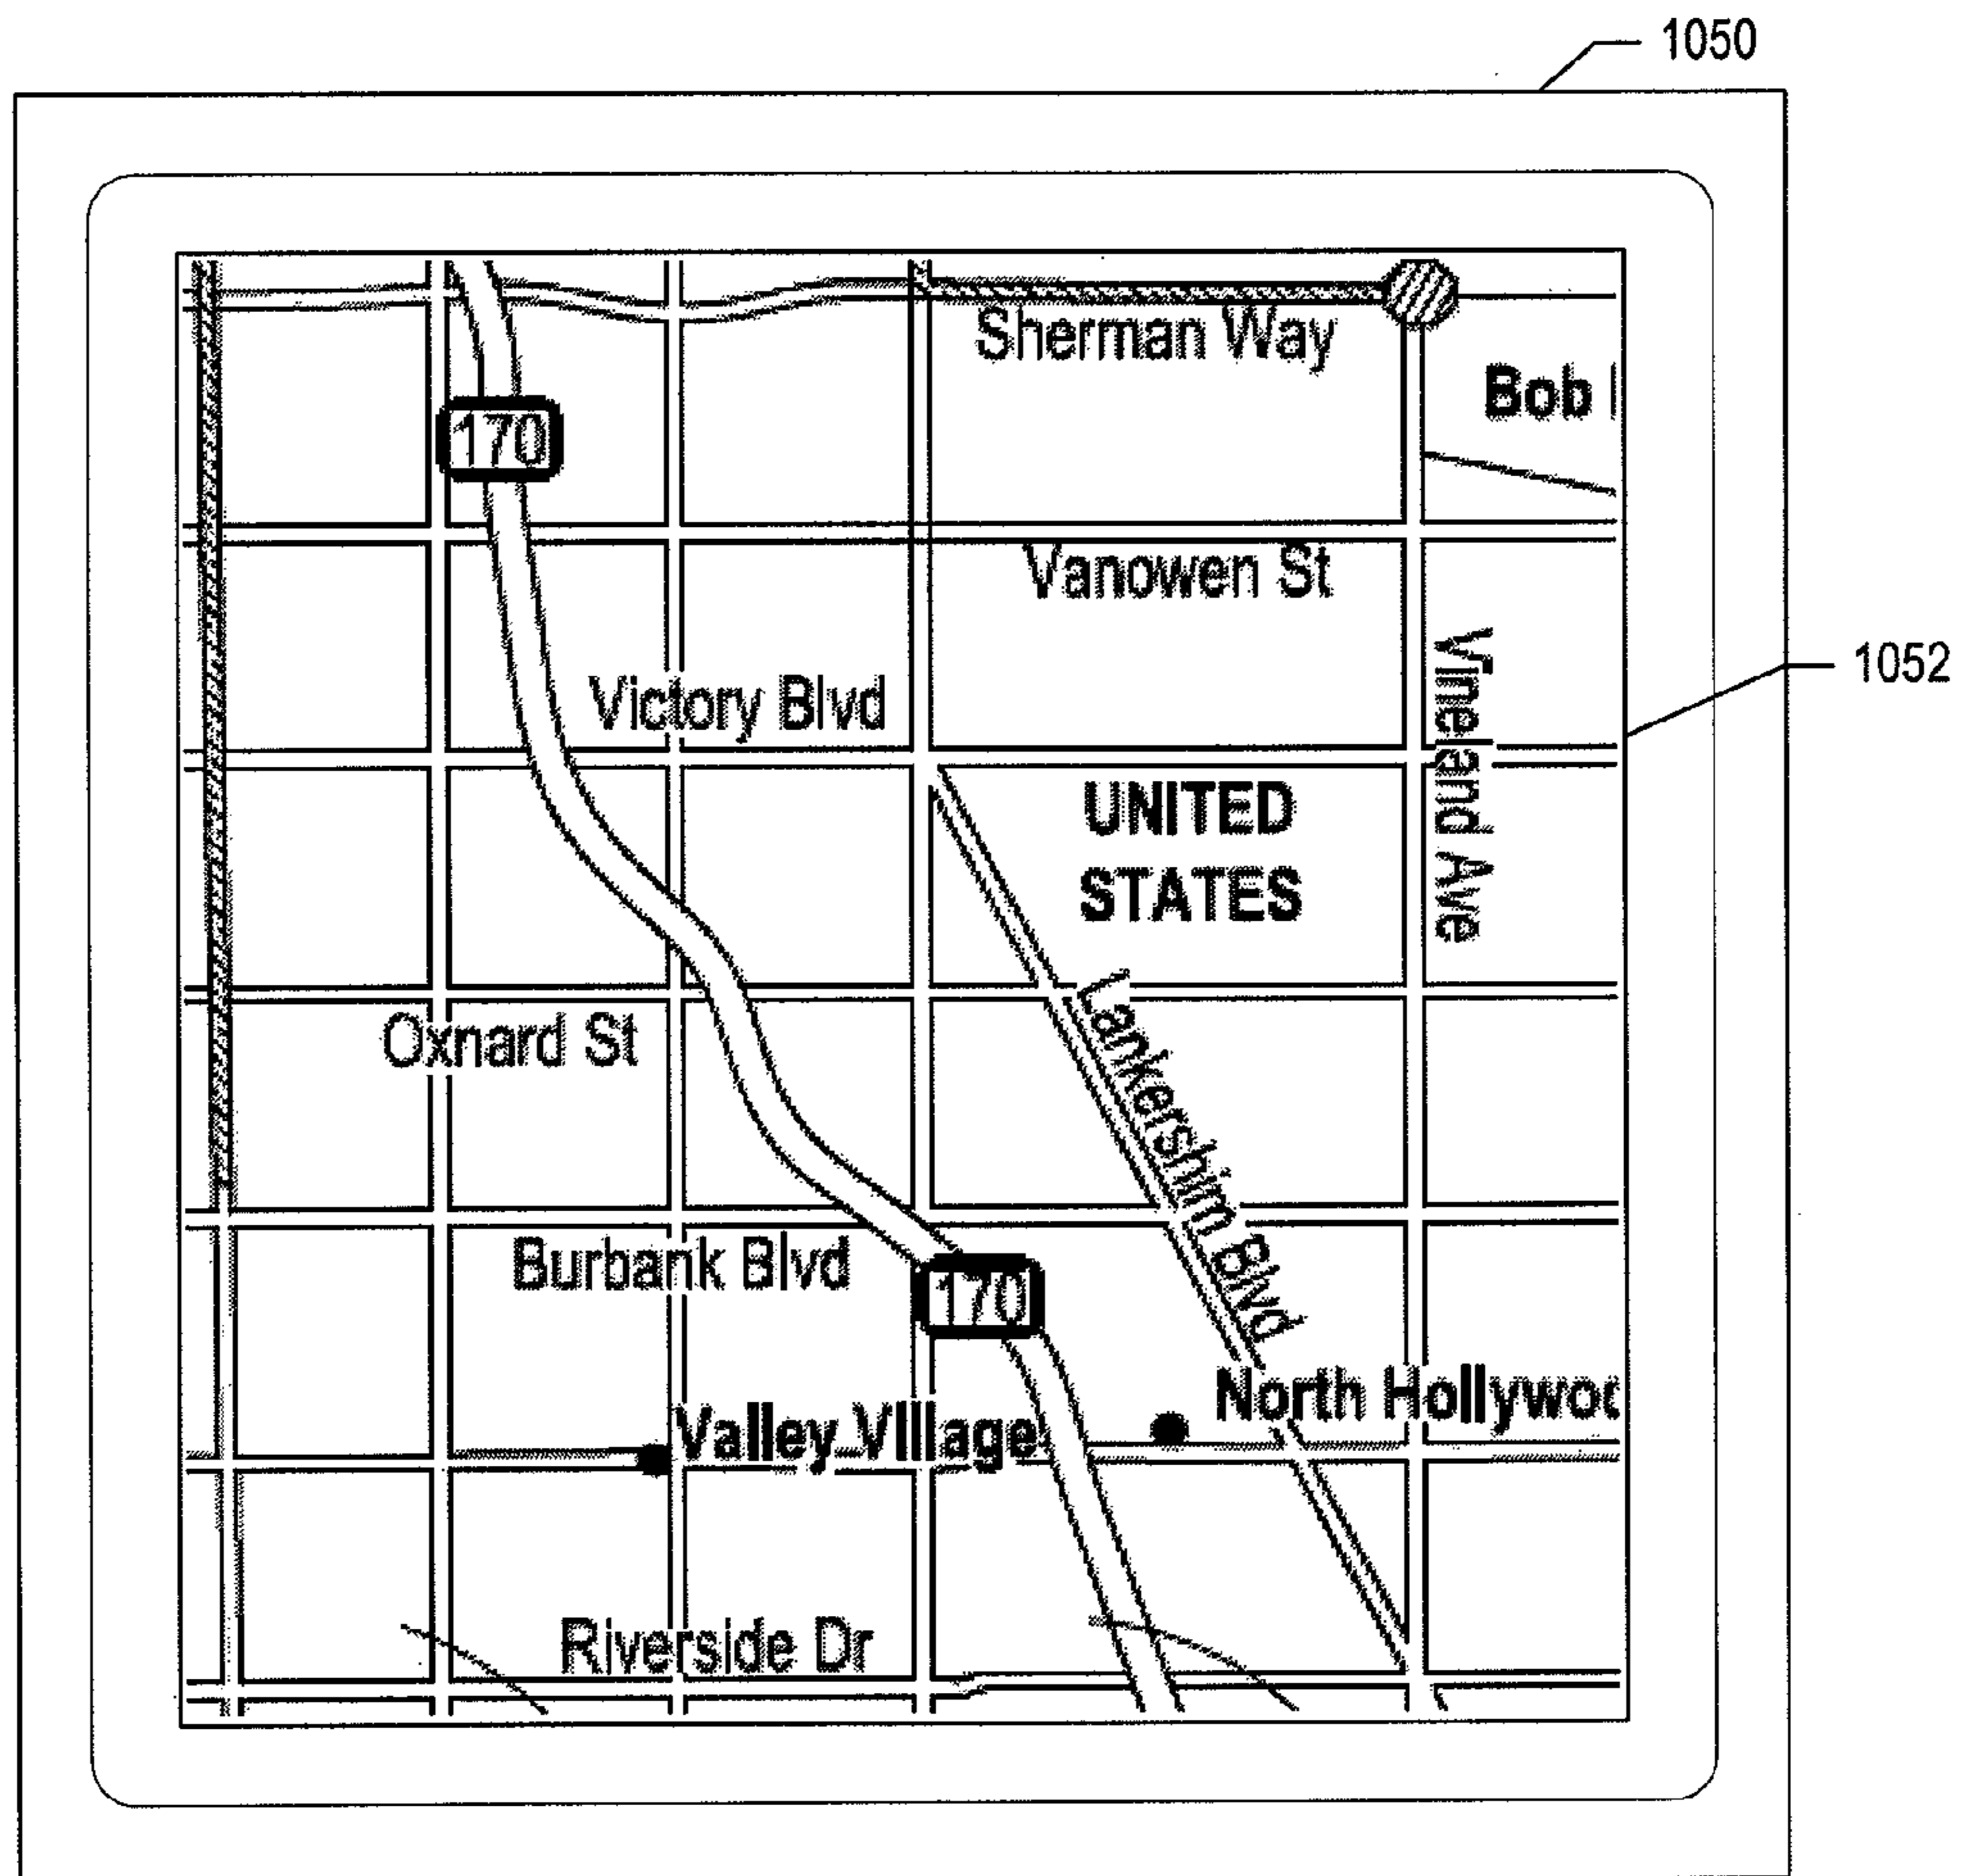 1050
Sherman Way
Bob
170
Vanowen St
1052
Victory Blvd
Vineland Ave
UNITED
STATES
Oxnard St
Lankershim Blvd
Burbank Blvd
170
North Hollywoo
Valley Village
Riverside Dr